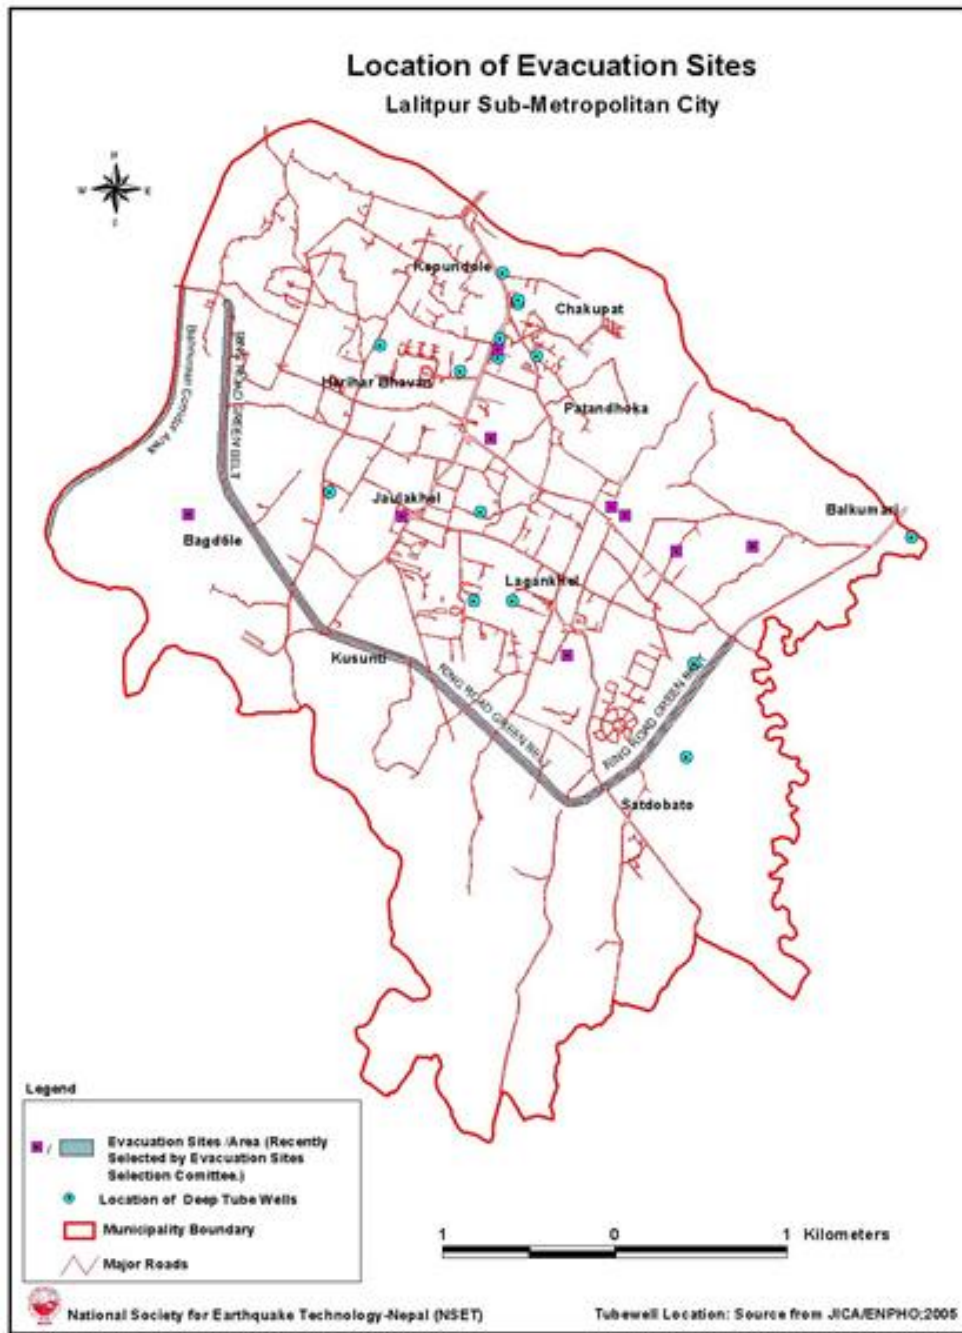 Location of Evacuation Sites
Lalitpur Sub-Metropolitan City
N
W
E
S
Kopundole
Chakupat
Harihar Bhavan
Patandhoka
RING ROAD GREEN BELT
Jaulakhel
Balkumari
Bagdole
Lagankhel
Kusunti
RING ROAD GREEN BELT
RING ROAD GREEN BELT
Satdobato
Legend
Evacuation Sites /Area (Recently
Selected by Evacuation Sites
Selection Comittee.)
Location of Deep Tube Wells
Municipality Boundary
Major Roads
1 0 1 Kilometers
National Society for Earthquake Technology-Nepal (NSET)
Tubewell Location: Source from JICA/ENPHO;2005